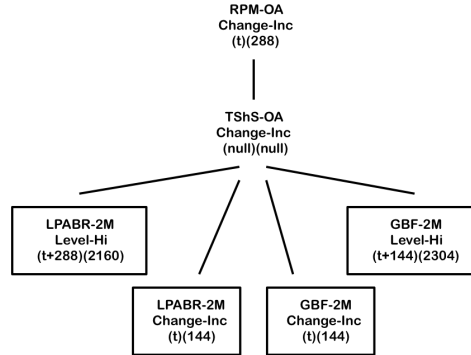 RPM-OA
Change-Inc
(t)(288)
TShS-OA
Change-Inc
(null)(null)
LPABR-2M
Level-Hi
(t+288)(2160)
GBF-2M
Level-Hi
(t+144)(2304)
LPABR-2M
Change-Inc
(t)(144)
GBF-2M
Change-Inc
(t)(144)